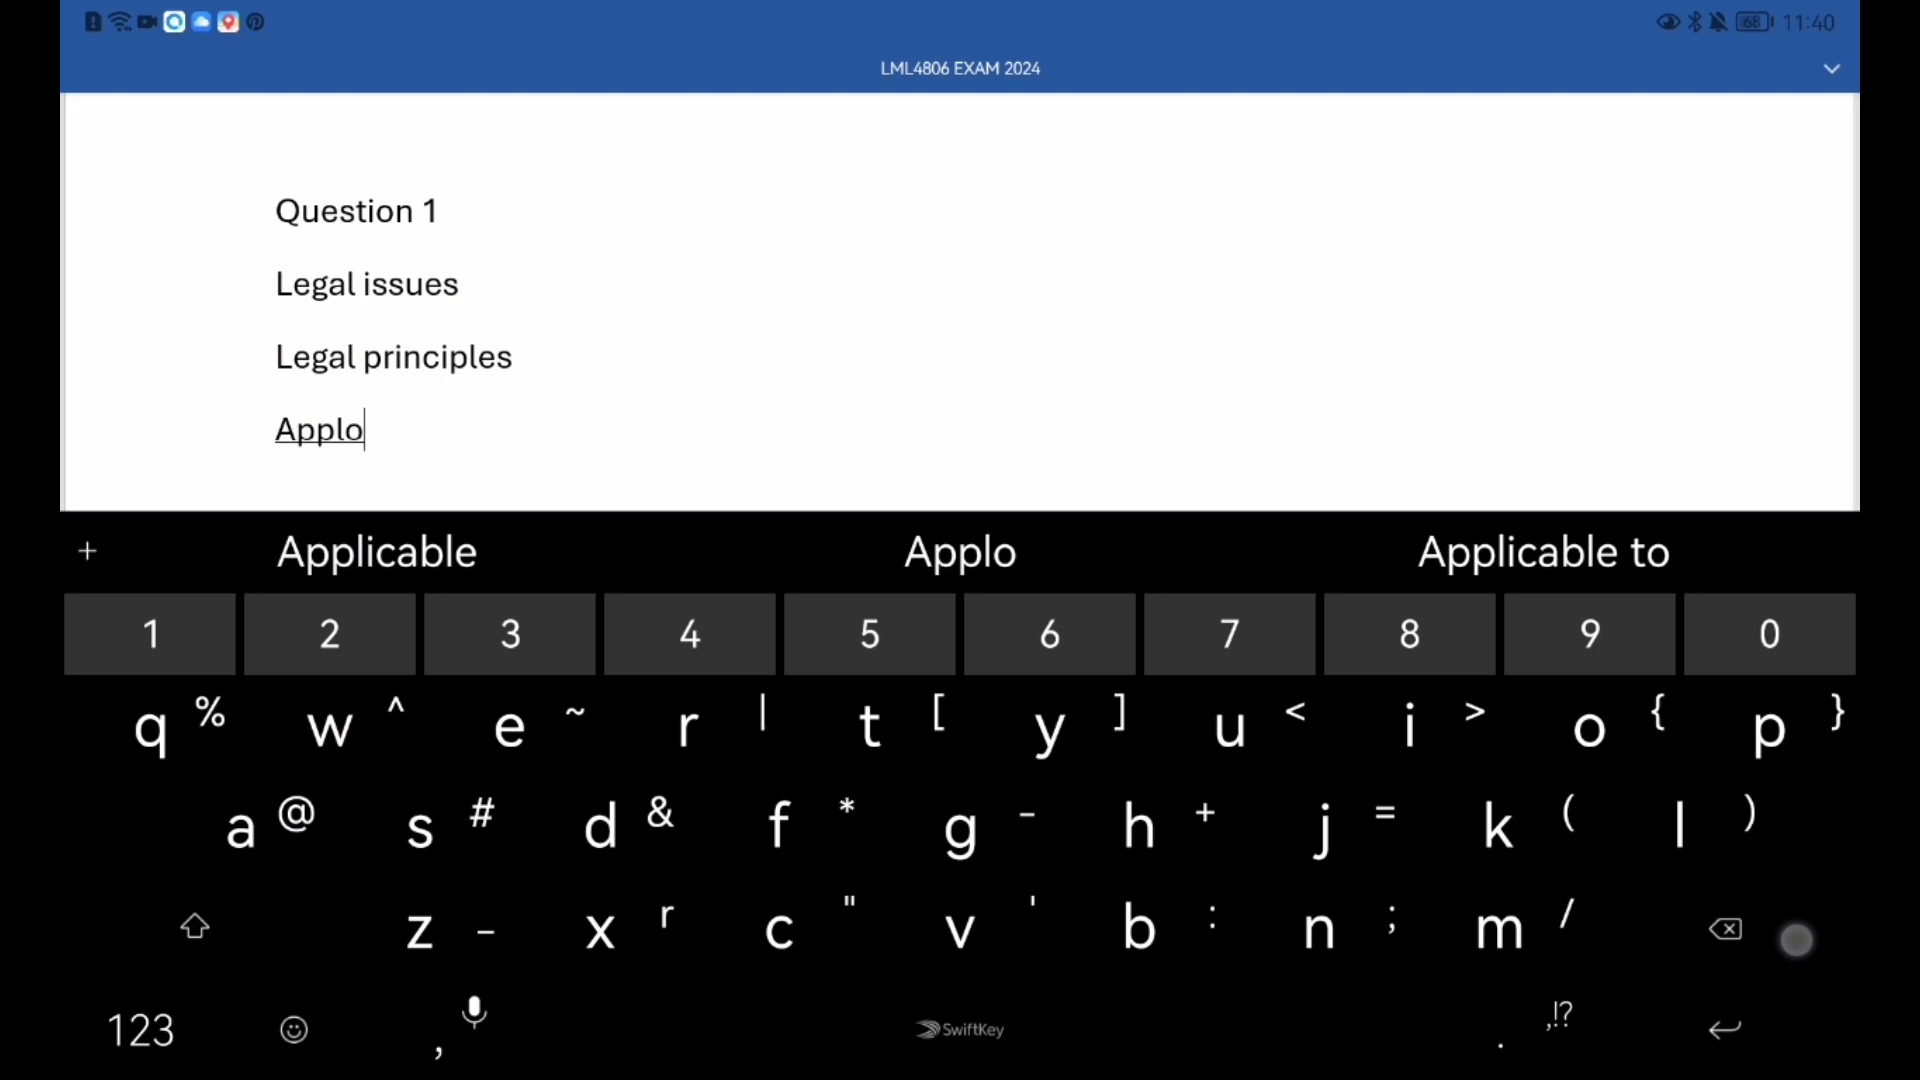 68 11:40
LML4806 EXAM 2024
Question 1
Legal issues
Legal principles
Applo
+ Applicable Applo Applicable to
1 2 3 4 5 6 7 8 9 0
q % w ^ e ~ r | t [ y ] u < i > o { p }
a @ s # d & f * g - h + j = k ( l )
z _ x r c " v ' b : n ; m /
123 , SwiftKey . ,!?